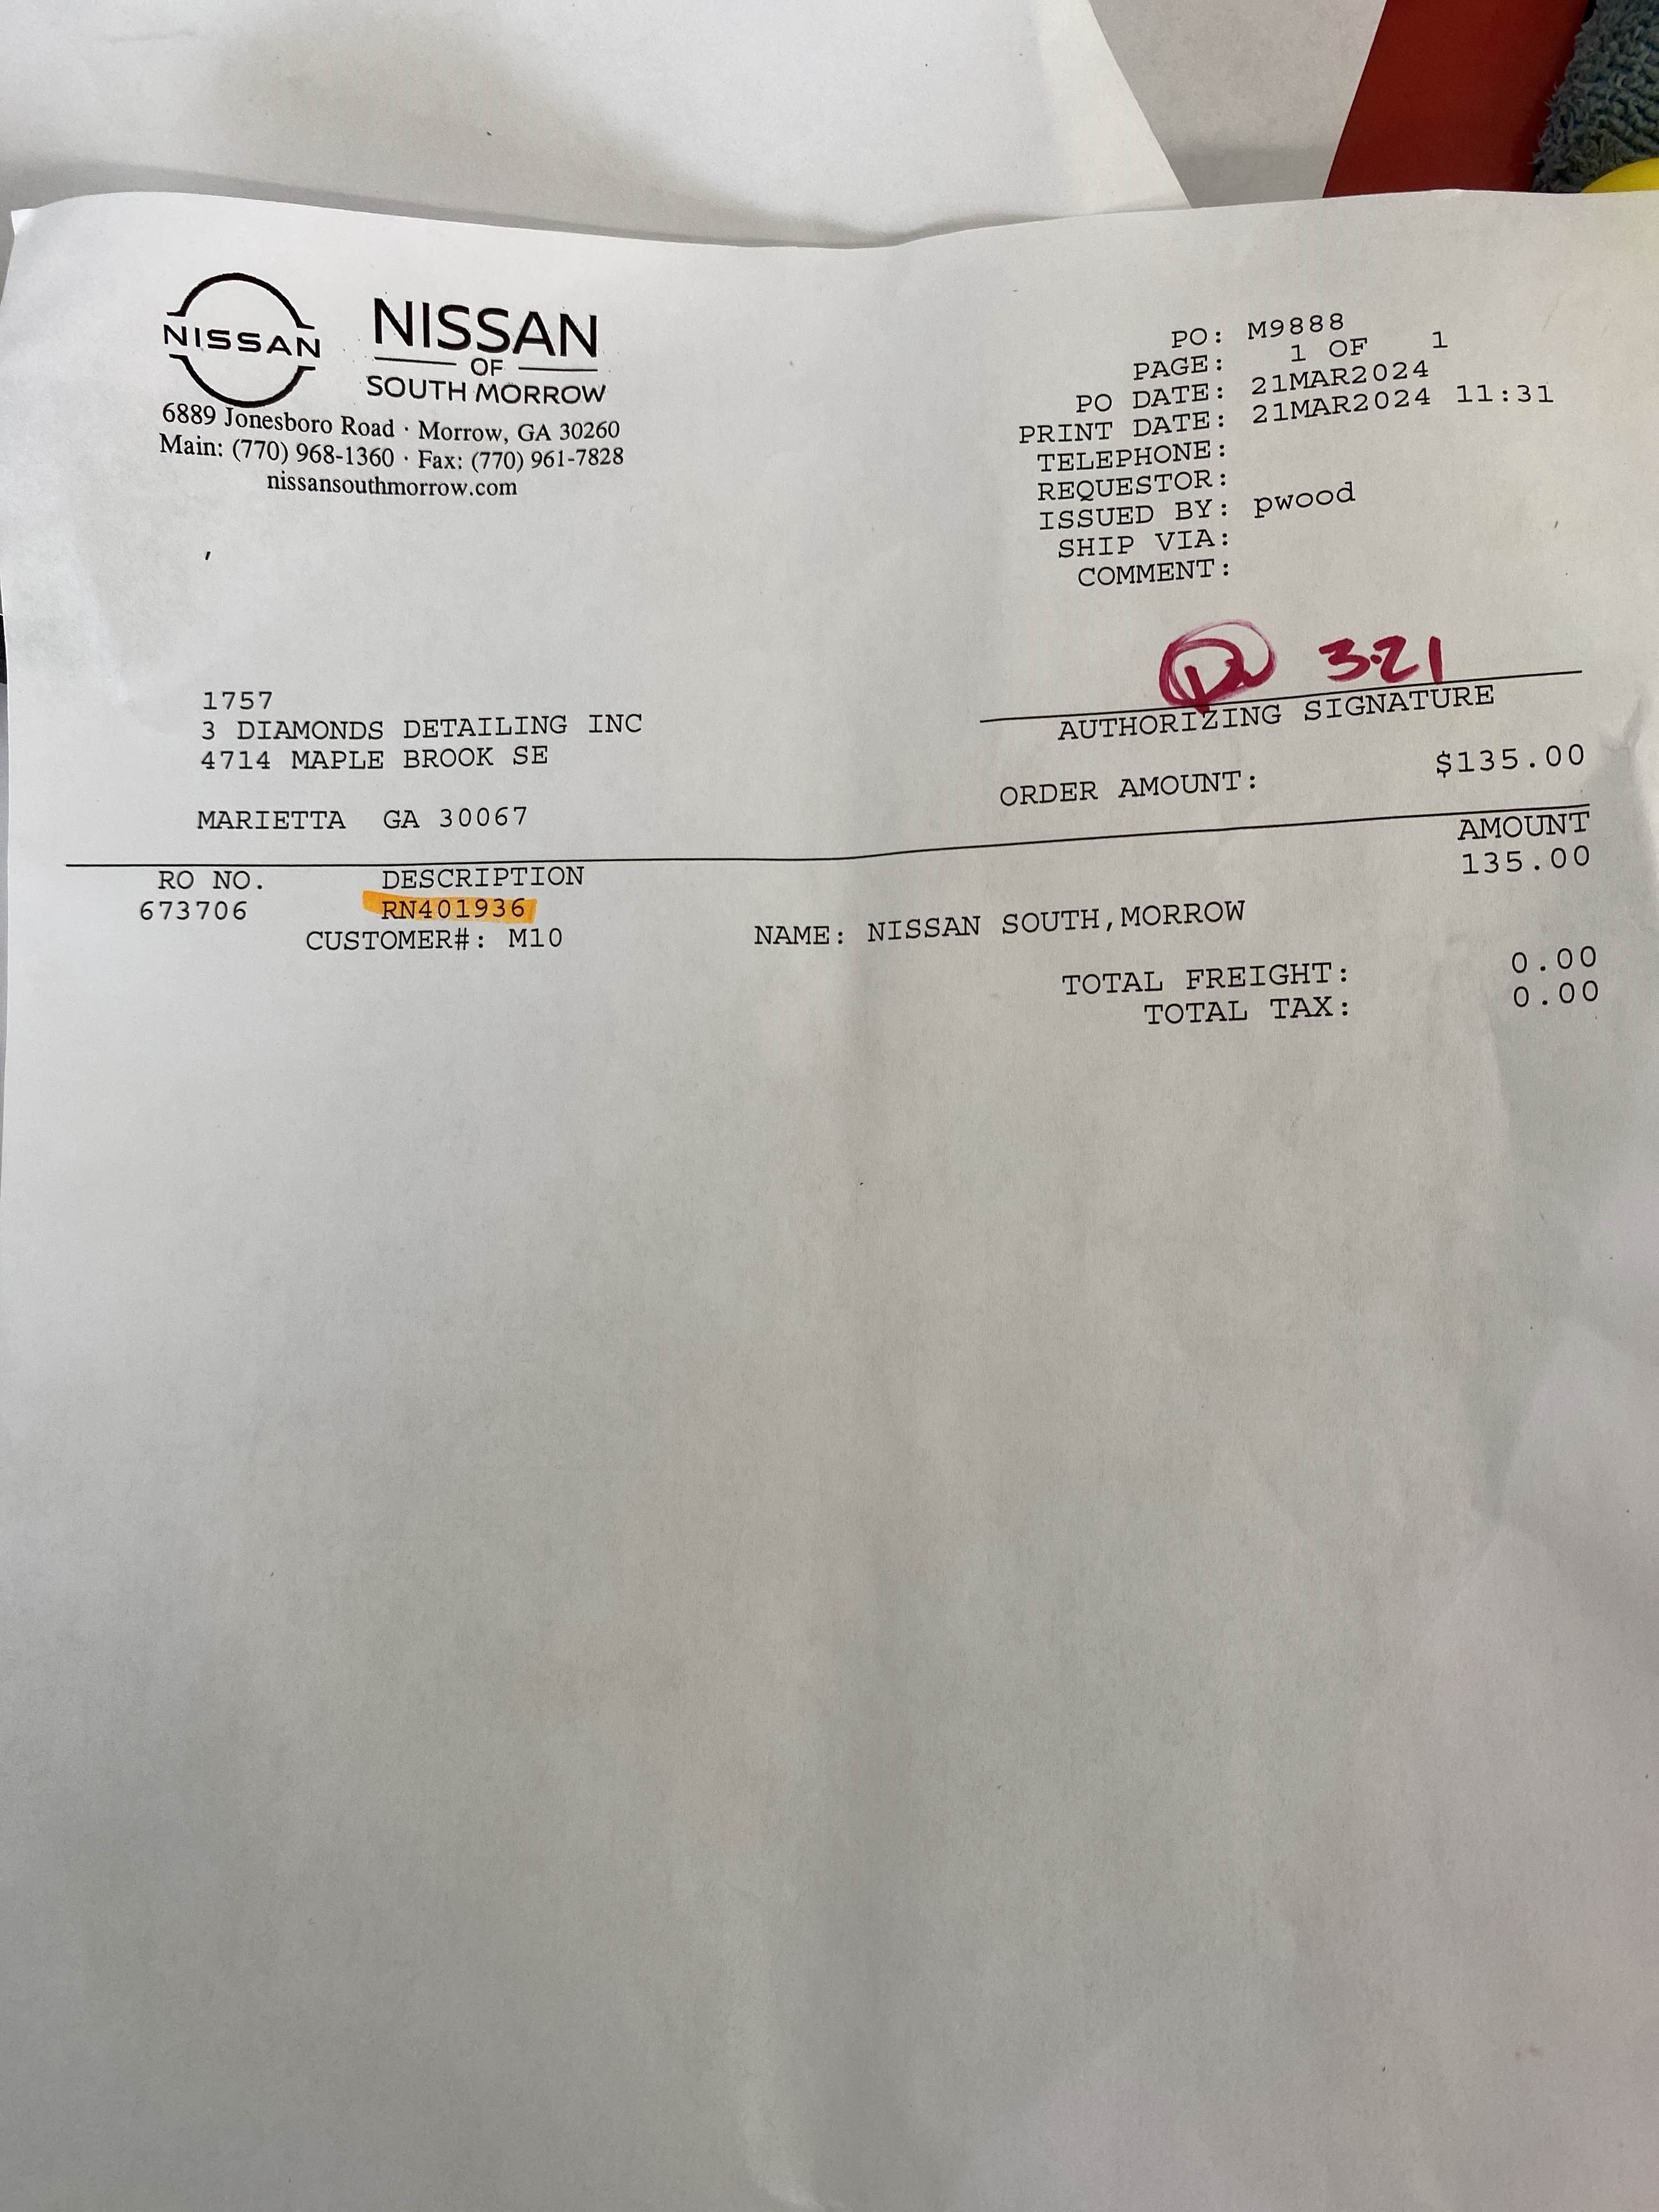 NISSAN
NISSAN
OF
SOUTH MORROW
6889 Jonesboro Road · Morrow, GA 30260
Main: (770) 968-1360 · Fax: (770) 961-7828
nissansouthmorrow.com
PO: M9888
PAGE: 1 OF 1
PO DATE: 21MAR2024
PRINT DATE: 21MAR2024 11:31
TELEPHONE:
REQUESTOR:
ISSUED BY: pwood
SHIP VIA:
COMMENT:
,
3.21
AUTHORIZING SIGNATURE
1757
3 DIAMONDS DETAILING INC
4714 MAPLE BROOK SE
MARIETTA GA 30067
ORDER AMOUNT: $135.00
RO NO. DESCRIPTION AMOUNT
673706 RN401936 135.00
CUSTOMER#: M10 NAME: NISSAN SOUTH,MORROW
TOTAL FREIGHT: 0.00
TOTAL TAX: 0.00